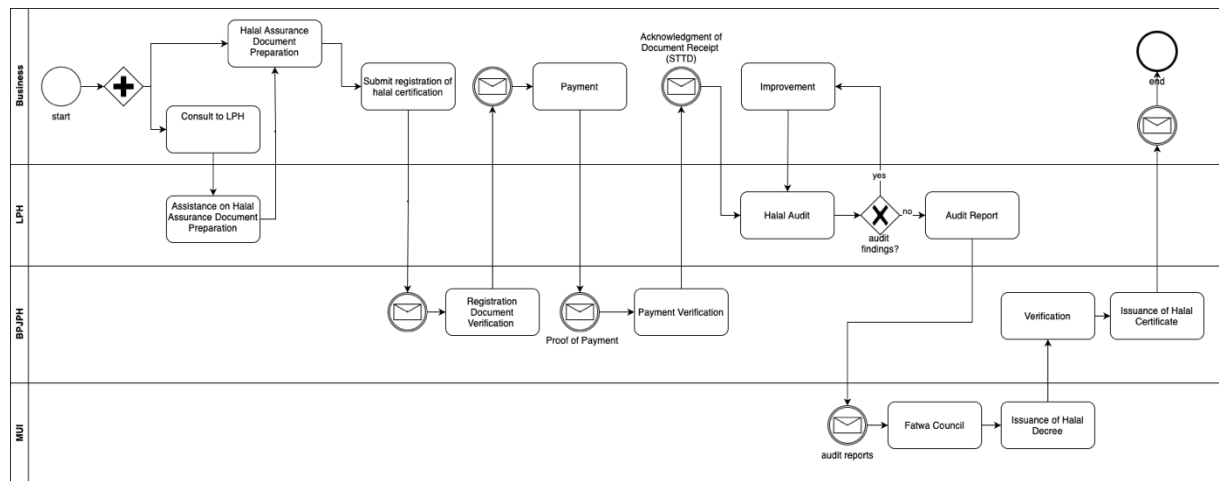 Business
start
Halal Assurance
Document
Preparation
Consult to LPH
Submit registration of
halal certification
Payment
Acknowledgment of
Document Receipt
(STTD)
Improvement
end
LPH
Assistance on Halal
Assurance Document
Preparation
Halal Audit
yes
no
audit
findings?
Audit Report
BPJPH
Registration
Document
Verification
Proof of Payment
Payment Verification
Verification
Issuance of Halal
Certificate
MUI
audit reports
Fatwa Council
Issuance of Halal
Decree